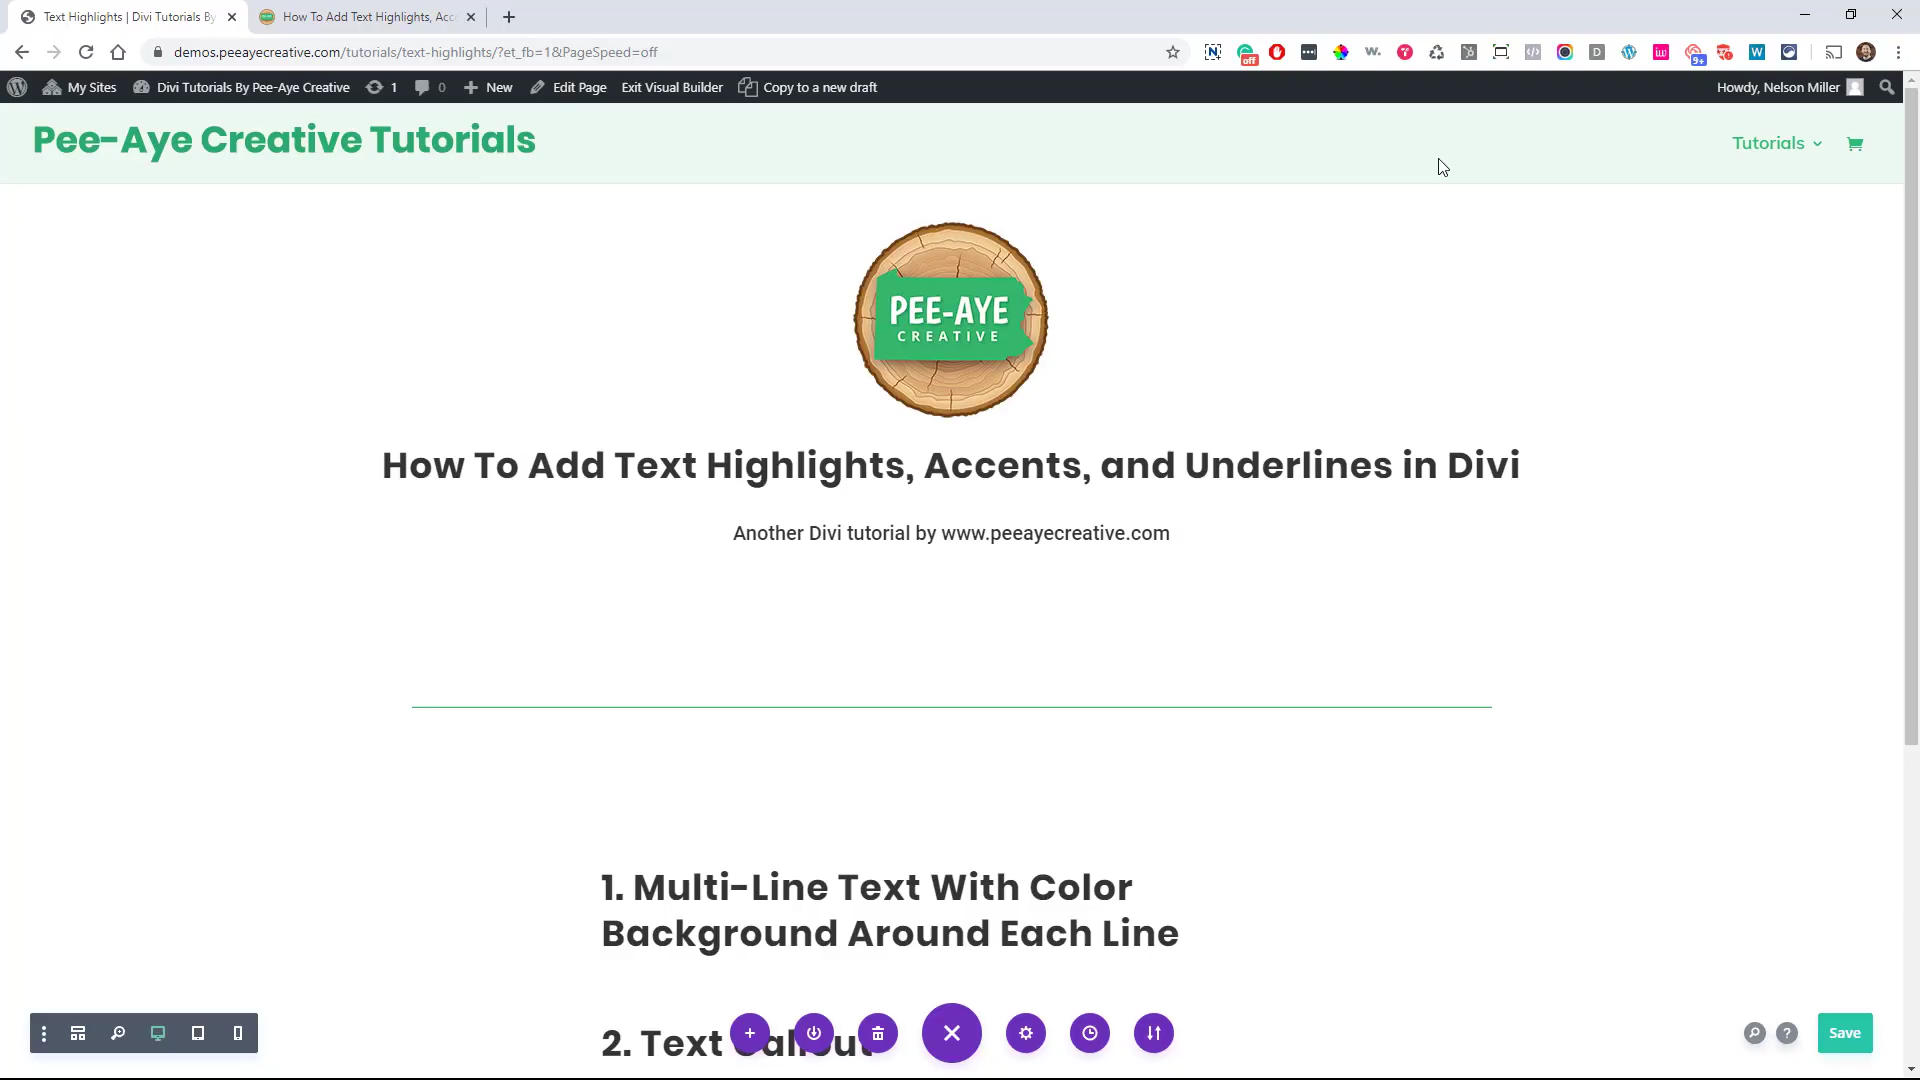 Text Highlights | Divi Tutorials By
How To Add Text Highlights, Acc
demos.peeayecreative.com/tutorials/text-highlights/?et_fb=1&PageSpeed=off
off
9+
My Sites
Divi Tutorials By Pee-Aye Creative
1
0
New
Edit Page
Exit Visual Builder
Copy to a new draft
Howdy, Nelson Miller
Pee-Aye Creative Tutorials
Tutorials
PEE-AYE
CREATIVE
How To Add Text Highlights, Accents, and Underlines in Divi
Another Divi tutorial by www.peeayecreative.com
1. Multi-Line Text With Color
Background Around Each Line
2. Text Callout
Save